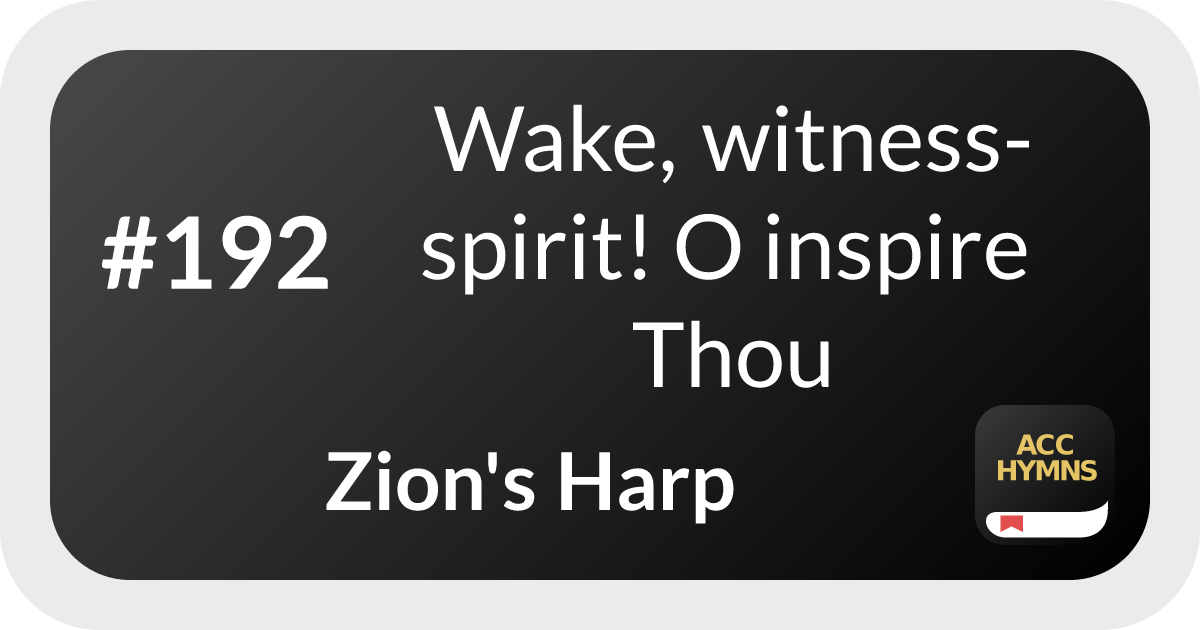 #192
Wake, witness-
spirit! O inspire
Thou
Zion's Harp
ACC
HYMNS